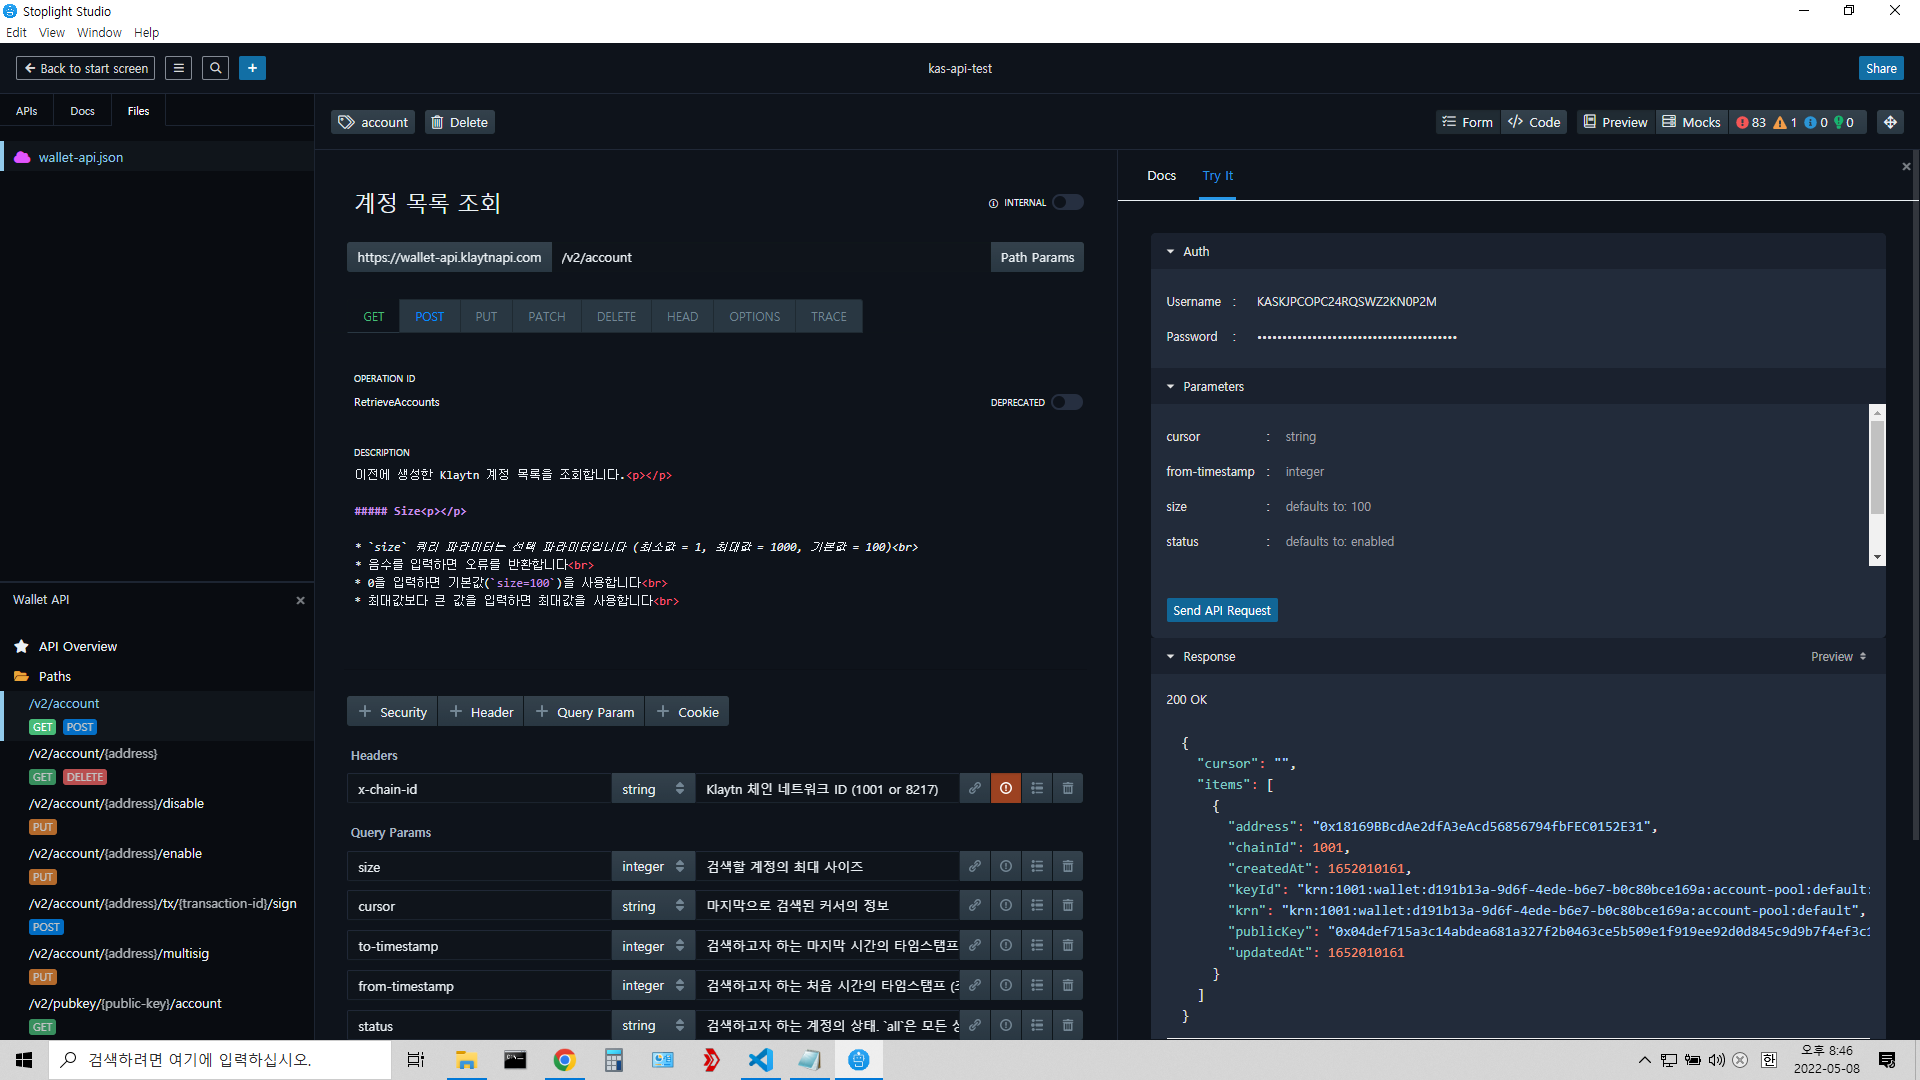 Stoplight Studio
Edit View Window Help
Back to start screen
kas-api-test
Share
APIs Docs Files
wallet-api.json
account Delete
Form Code Preview Mocks 83 1 0 0
계정 목록 조회
INTERNAL
https://wallet-api.klaytnapi.com /v2/account Path Params
GET POST PUT PATCH DELETE HEAD OPTIONS TRACE
OPERATION ID
RetrieveAccounts
DEPRECATED
DESCRIPTION
이전에 생성한 Klaytn 계정 목록을 조회합니다.<p></p>
##### Size<p></p>
* `size` 쿼리 파라미터는 선택 파라미터입니다 (최소값 = 1, 최대값 = 1000, 기본값 = 100)<br>
* 음수를 입력하면 오류를 반환합니다<br>
* 0을 입력하면 기본값(`size=100`)을 사용합니다<br>
* 최대값보다 큰 값을 입력하면 최대값을 사용합니다<br>
+ Security + Header + Query Param + Cookie
Headers
x-chain-id string Klaytn 체인 네트워크 ID (1001 or 8217)
Query Params
size integer 검색할 계정의 최대 사이즈
cursor string 마지막으로 검색된 커서의 정보
to-timestamp integer 검색하고자 하는 마지막 시간의 타임스탬프
from-timestamp integer 검색하고자 하는 처음 시간의 타임스탬프 (
status string 검색하고자 하는 계정의 상태. `all`은 모든
Wallet API
API Overview
Paths
/v2/account
GET POST
/v2/account/{address}
GET DELETE
/v2/account/{address}/disable
PUT
/v2/account/{address}/enable
PUT
/v2/account/{address}/tx/{transaction-id}/sign
POST
/v2/account/{address}/multisig
PUT
/v2/pubkey/{public-key}/account
GET
Docs Try It
Auth
Username : KASKJPCOPC24RQSWZ2KN0P2M
Password : ••••••••••••••••••••••••••••••••••••••••
Parameters
cursor : string
from-timestamp : integer
size : defaults to: 100
status : defaults to: enabled
Send API Request
Response Preview
200 OK
{
"cursor": "",
"items": [
{
"address": "0x18169BBcdAe2dfA3eAcd56856794fbFEC0152E31",
"chainId": 1001,
"createdAt": 1652010161,
"keyId": "krn:1001:wallet:d191b13a-9d6f-4ede-b6e7-b0c80bce169a:account-pool:default:
"krn": "krn:1001:wallet:d191b13a-9d6f-4ede-b6e7-b0c80bce169a:account-pool:default",
"publicKey": "0x04def715a3c14abdea681a327f2b0463ce5b509e1f919ee92d0d845c9d9b7f4ef3c1
"updatedAt": 1652010161
}
]
}
검색하려면 여기에 입력하십시오.
한
오후 8:46
2022-05-08